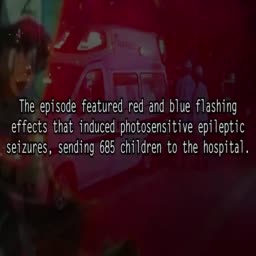 The episode featured red and blue flashing
effects that induced photosensitive epileptic
seizures, sending 685 children to the hospital.